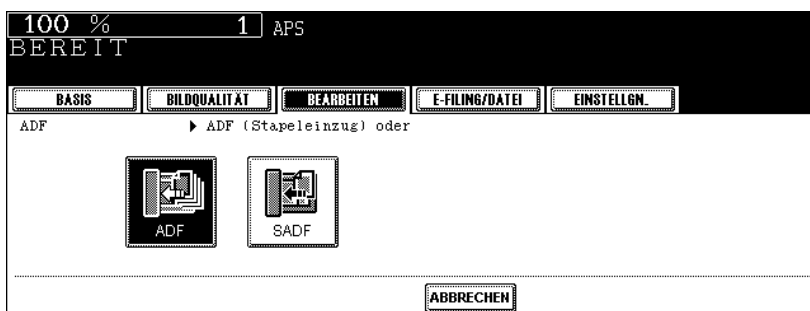 100 % 1 APS
BEREIT
BASIS BILDQUALITÄT BEARBEITEN E-FILING/DATEI EINSTELLGN.
ADF ▶ ADF (Stapeleinzug) oder
ADF SADF
ABBRECHEN